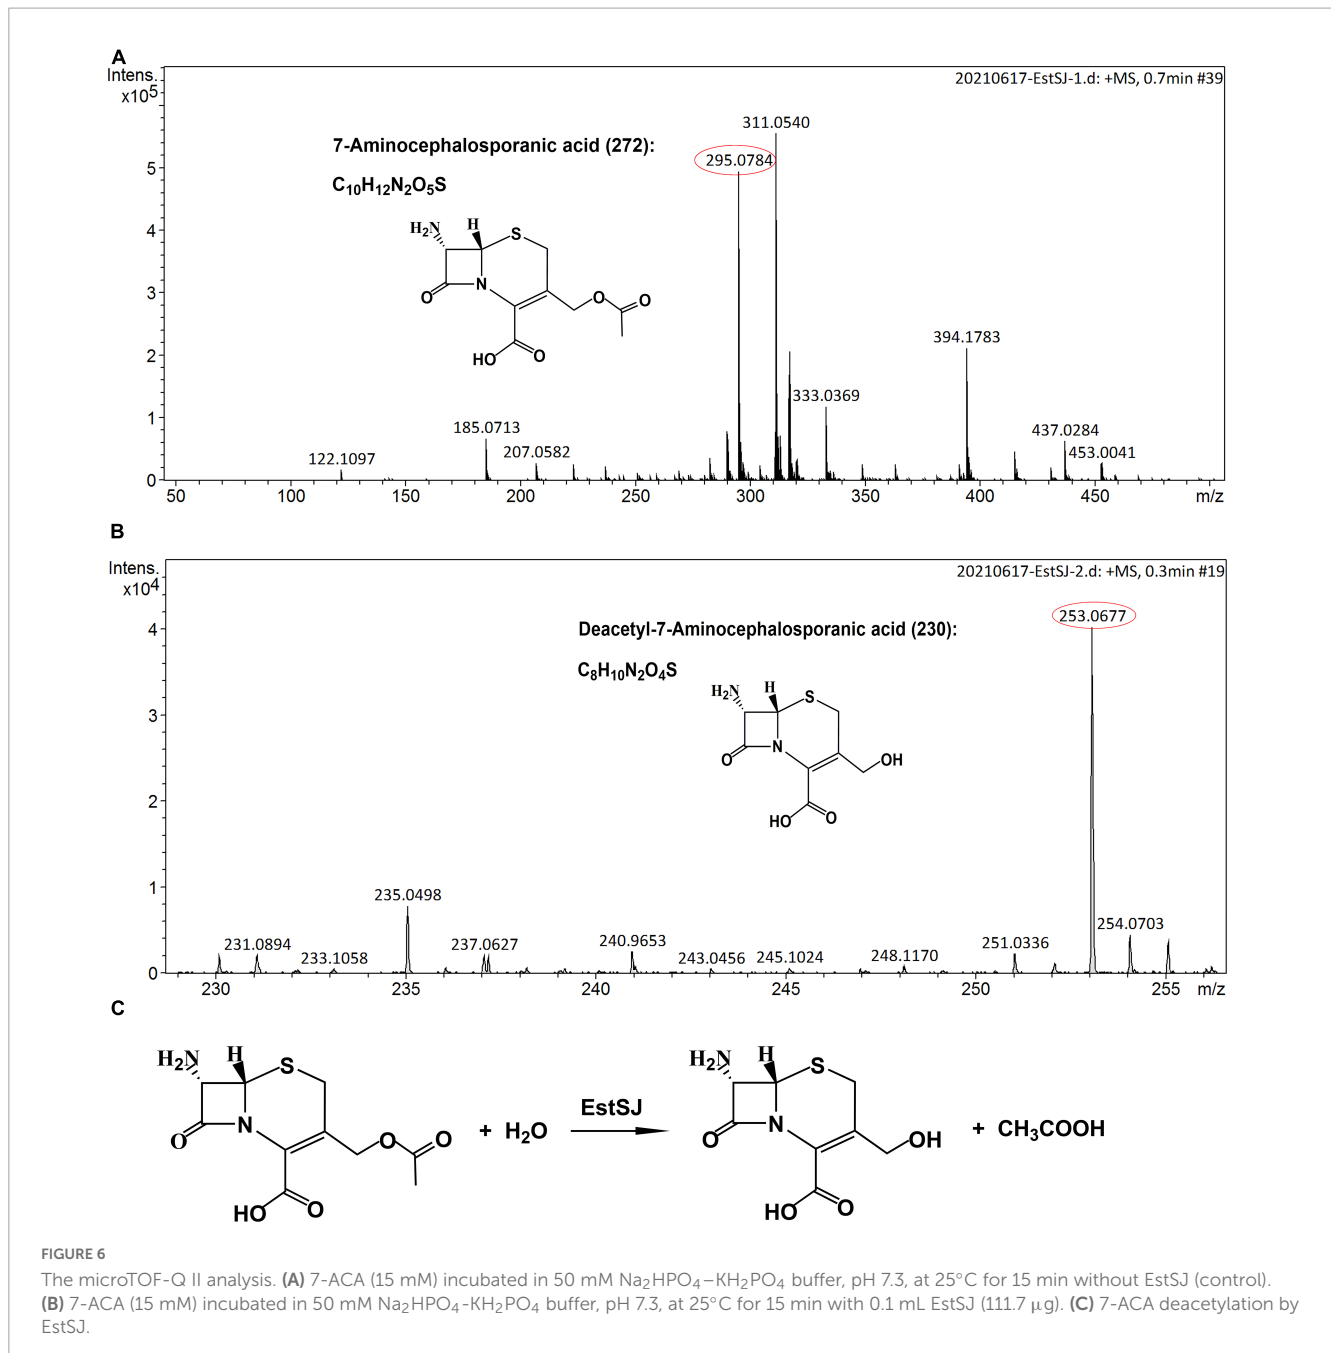 A
Intens.
x10⁵
20210617-EstSJ-1.d: +MS, 0.7min #39
311.0540
7-Aminocephalosporanic acid (272):
295.0784
C₁₀H₁₂N₂O₅S
5
H₂N
H
S
4
N
O
O
O
3
HO
O
394.1783
2
333.0369
1
185.0713
437.0284
207.0582
453.0041
122.1097
0
50 100 150 200 250 300 350 400 450 m/z
B
Intens.
x10⁴
20210617-EstSJ-2.d: +MS, 0.3min #19
253.0677
4
Deacetyl-7-Aminocephalosporanic acid (230):
C₈H₁₀N₂O₄S
H₂N
H
S
3
N
O
OH
2
HO
O
1
235.0498
254.0703
231.0894
233.1058
237.0627
240.9653
243.0456
245.1024
248.1170
251.0336
0
230 235 240 245 250 255 m/z
C
H₂N H S
N
O
O
O
HO
O
+ H₂O
EstSJ
H₂N H S
N
O
OH
HO
O
+ CH₃COOH
FIGURE 6
The microTOF-Q II analysis. (A) 7-ACA (15 mM) incubated in 50 mM Na₂HPO₄–KH₂PO₄ buffer, pH 7.3, at 25°C for 15 min without EstSJ (control).
(B) 7-ACA (15 mM) incubated in 50 mM Na₂HPO₄-KH₂PO₄ buffer, pH 7.3, at 25°C for 15 min with 0.1 mL EstSJ (111.7 μg). (C) 7-ACA deacetylation by
EstSJ.